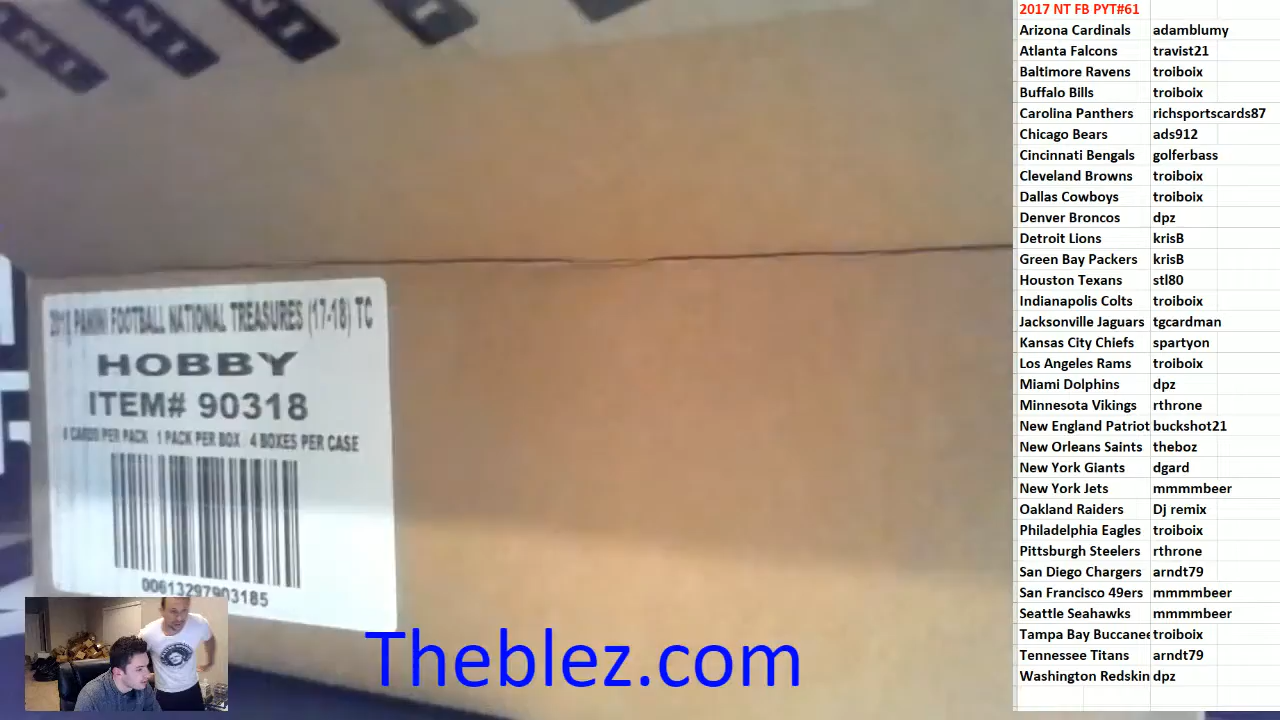 2017 NT FB PYT#61
Arizona Cardinals adamblumy
Atlanta Falcons travist21
Baltimore Ravens troiboix
Buffalo Bills troiboix
Carolina Panthers richsportscards87
Chicago Bears ads912
Cincinnati Bengals golferbass
Cleveland Browns troiboix
Dallas Cowboys troiboix
Denver Broncos dpz
Detroit Lions krisB
Green Bay Packers krisB
Houston Texans stl80
Indianapolis Colts troiboix
Jacksonville Jaguars tgcardman
Kansas City Chiefs spartyon
Los Angeles Rams troiboix
Miami Dolphins dpz
Minnesota Vikings rthrone
New England Patriot buckshot21
New Orleans Saints theboz
New York Giants dgard
New York Jets mmmmbeer
Oakland Raiders Dj remix
Philadelphia Eagles troiboix
Pittsburgh Steelers rthrone
San Diego Chargers arndt79
San Francisco 49ers mmmmbeer
Seattle Seahawks mmmmbeer
Tampa Bay Buccanee troiboix
Tennessee Titans arndt79
Washington Redskin dpz
PANINI FOOTBALL NATIONAL TREASURES (17-18) TC
HOBBY
ITEM# 90318
CARDS PER PACK 1 PACK PER BOX 4 BOXES PER CASE
00613297903185
Theblez.com